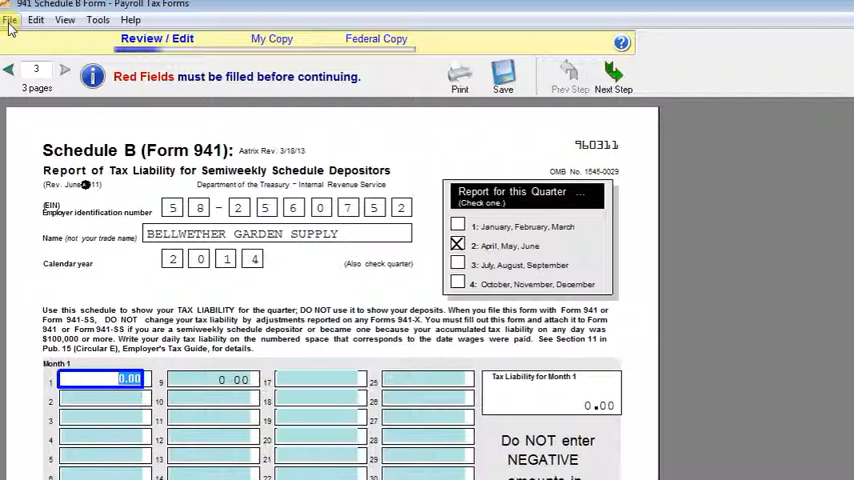 941 Schedule B Form - Payroll Tax Forms
File Edit View Tools Help
Review / Edit My Copy Federal Copy
3
3 pages
Red Fields must be filled before continuing.
Print Save Prev Step Next Step
Schedule B (Form 941): Aatrix Rev. 3/18/13
960311
Report of Tax Liability for Semiweekly Schedule Depositors
OMB No. 1545-0029
(Rev. June 11) Department of the Treasury - Internal Revenue Service
Report for this Quarter ...
(Check one.)
(EIN)
Employer identification number 5 8 - 2 5 6 0 7 5 2
1: January, February, March
Name (not your trade name) BELLWETHER GARDEN SUPPLY
2: April, May, June
Calendar year 2 0 1 4 (Also check quarter)
3: July, August, September
4: October, November, December
Use this schedule to show your TAX LIABILITY for the quarter; DO NOT use it to show your deposits. When you file this form with Form 941 or
Form 941-SS, DO NOT change your tax liability by adjustments reported on any Forms 941-X. You must fill out this form and attach it to Form
941 or Form 941-SS if you are a semiweekly schedule depositor or became one because your accumulated tax liability on any day was
$100,000 or more. Write your daily tax liability on the numbered space that corresponds to the date wages were paid. See Section 11 in
Pub. 15 (Circular E), Employer's Tax Guide, for details.
Month 1
1 0.00 9 0 00 17 25
Tax Liability for Month 1
2 10 18 26
0.00
3 11 19 27
4 12 20 28
Do NOT enter
5 13 21 29
NEGATIVE
amounts in